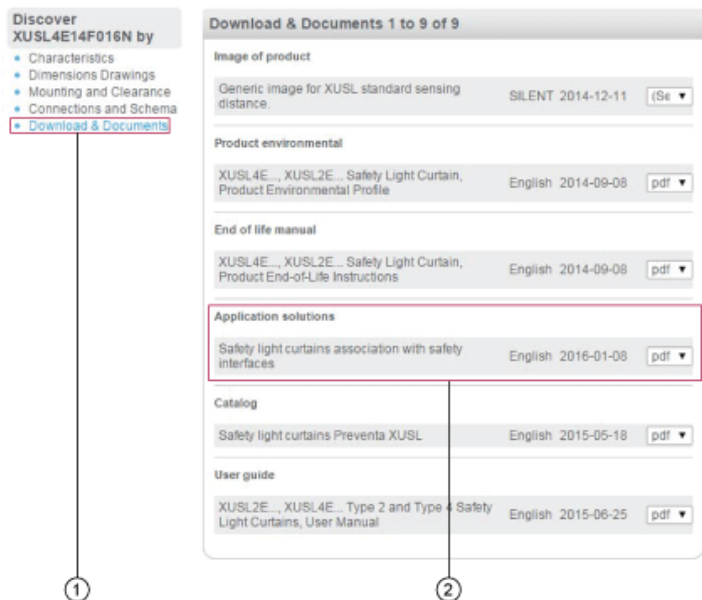 Discover
XUSL4E14F016N by
Characteristics
Dimensions Drawings
Mounting and Clearance
Connections and Schema
Download & Documents
Download & Documents 1 to 9 of 9
Image of product
Generic image for XUSL standard sensing
distance. SILENT 2014-12-11 (Se
Product environmental
XUSL4E..., XUSL2E... Safety Light Curtain,
Product Environmental Profile English 2014-09-08 pdf
End of life manual
XUSL4E..., XUSL2E... Safety Light Curtain,
Product End-of-Life Instructions English 2014-09-08 pdf
Application solutions
Safety light curtains association with safety
interfaces English 2016-01-08 pdf
Catalog
Safety light curtains Preventa XUSL English 2015-05-18 pdf
User guide
XUSL2E..., XUSL4E... Type 2 and Type 4 Safety
Light Curtains, User Manual English 2015-06-25 pdf
1 2